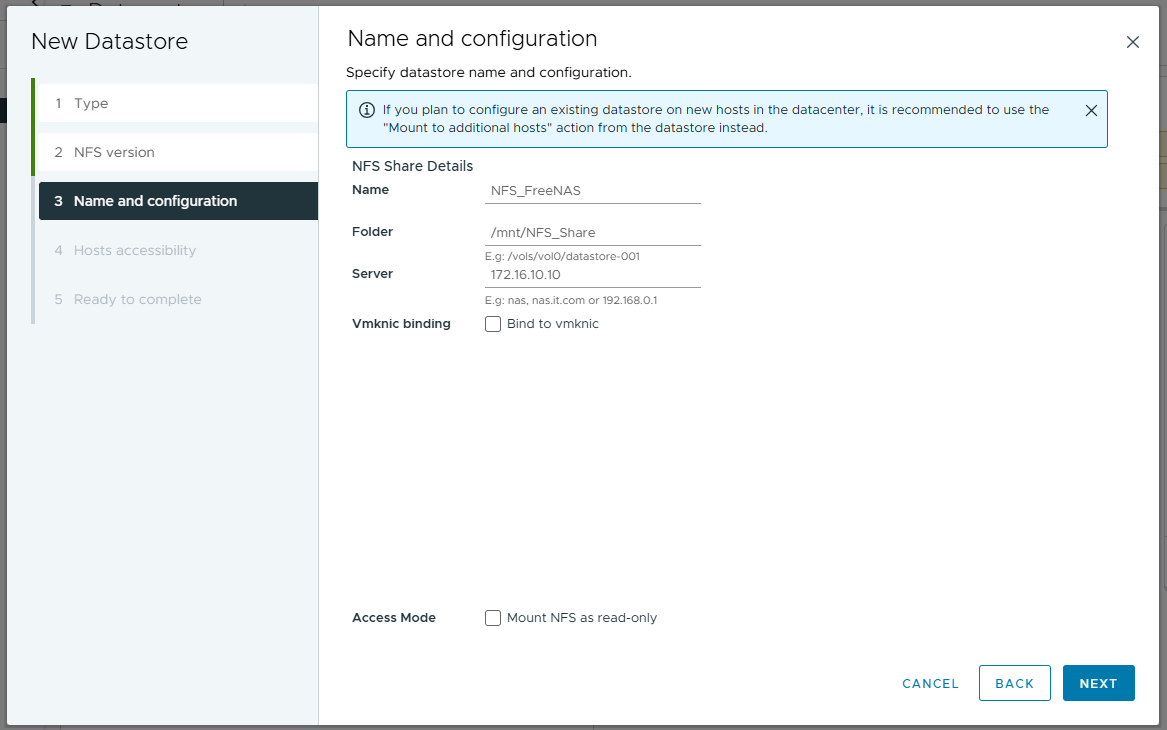 New Datastore
1 Type
2 NFS version
3 Name and configuration
4 Hosts accessibility
5 Ready to complete
Name and configuration
Specify datastore name and configuration.
If you plan to configure an existing datastore on new hosts in the datacenter, it is recommended to use the
"Mount to additional hosts" action from the datastore instead.
NFS Share Details
Name NFS_FreeNAS
Folder /mnt/NFS_Share
E.g: /vols/vol0/datastore-001
Server 172.16.10.10
E.g: nas, nas.it.com or 192.168.0.1
Vmknic binding Bind to vmknic
Access Mode Mount NFS as read-only
CANCEL BACK NEXT